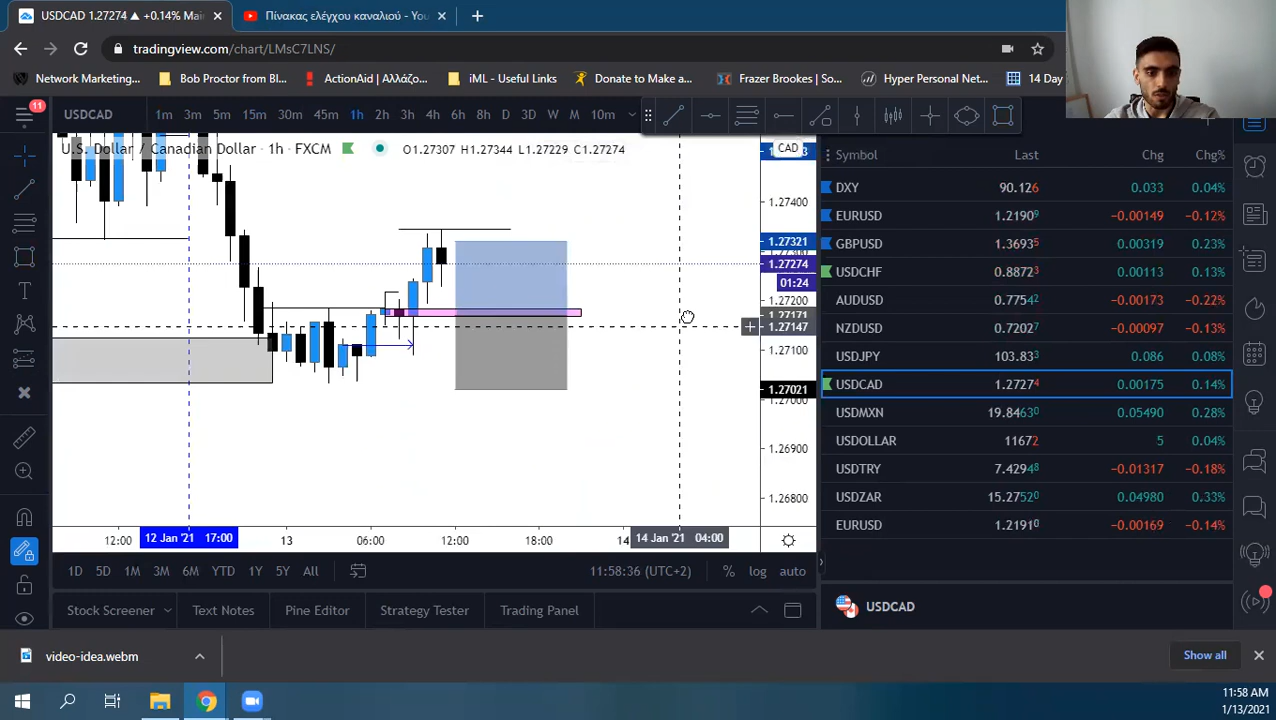 USDCAD 1.27274 ▲ +0.14% Mai
Πίνακας ελέγχου καναλιού - You
tradingview.com/chart/LMsC7LNS/
Network Marketing...
Bob Proctor from Bl...
ActionAid | Αλλάζο...
iML - Useful Links
Donate to Make a...
Frazer Brookes | So...
Hyper Personal Net...
14 Day
11
USDCAD
1m 3m 5m 15m 30m 45m 1h 2h 3h 4h 6h 8h D 3D W M 10m
U.S. Dollar / Canadian Dollar · 1h · FXCM
O1.27307 H1.27344 L1.27229 C1.27274
CAD
1.27400
1.27321
1.27274
01:24
1.27200
1.27171
1.27147
1.27100
1.27021
1.27000
1.26900
1.26800
12:00
12 Jan '21 17:00
13
06:00
12:00
18:00
14
14 Jan '21 04:00
1D 5D 1M 3M 6M YTD 1Y 5Y All
11:58:36 (UTC+2)
% log auto
Stock Screener
Text Notes
Pine Editor
Strategy Tester
Trading Panel
Symbol Last Chg Chg%
DXY 90.126 0.033 0.04%
EURUSD 1.21909 −0.00149 −0.12%
GBPUSD 1.36935 0.00319 0.23%
USDCHF 0.88723 0.00113 0.13%
AUDUSD 0.77542 −0.00173 −0.22%
NZDUSD 0.72027 −0.00097 −0.13%
USDJPY 103.833 0.086 0.08%
USDCAD 1.27274 0.00175 0.14%
USDMXN 19.84630 0.05490 0.28%
USDOLLAR 11672 5 0.04%
USDTRY 7.42948 −0.01317 −0.18%
USDZAR 15.27520 0.04980 0.33%
EURUSD 1.21910 −0.00169 −0.14%
USDCAD
video-idea.webm
Show all
11:58 AM
1/13/2021